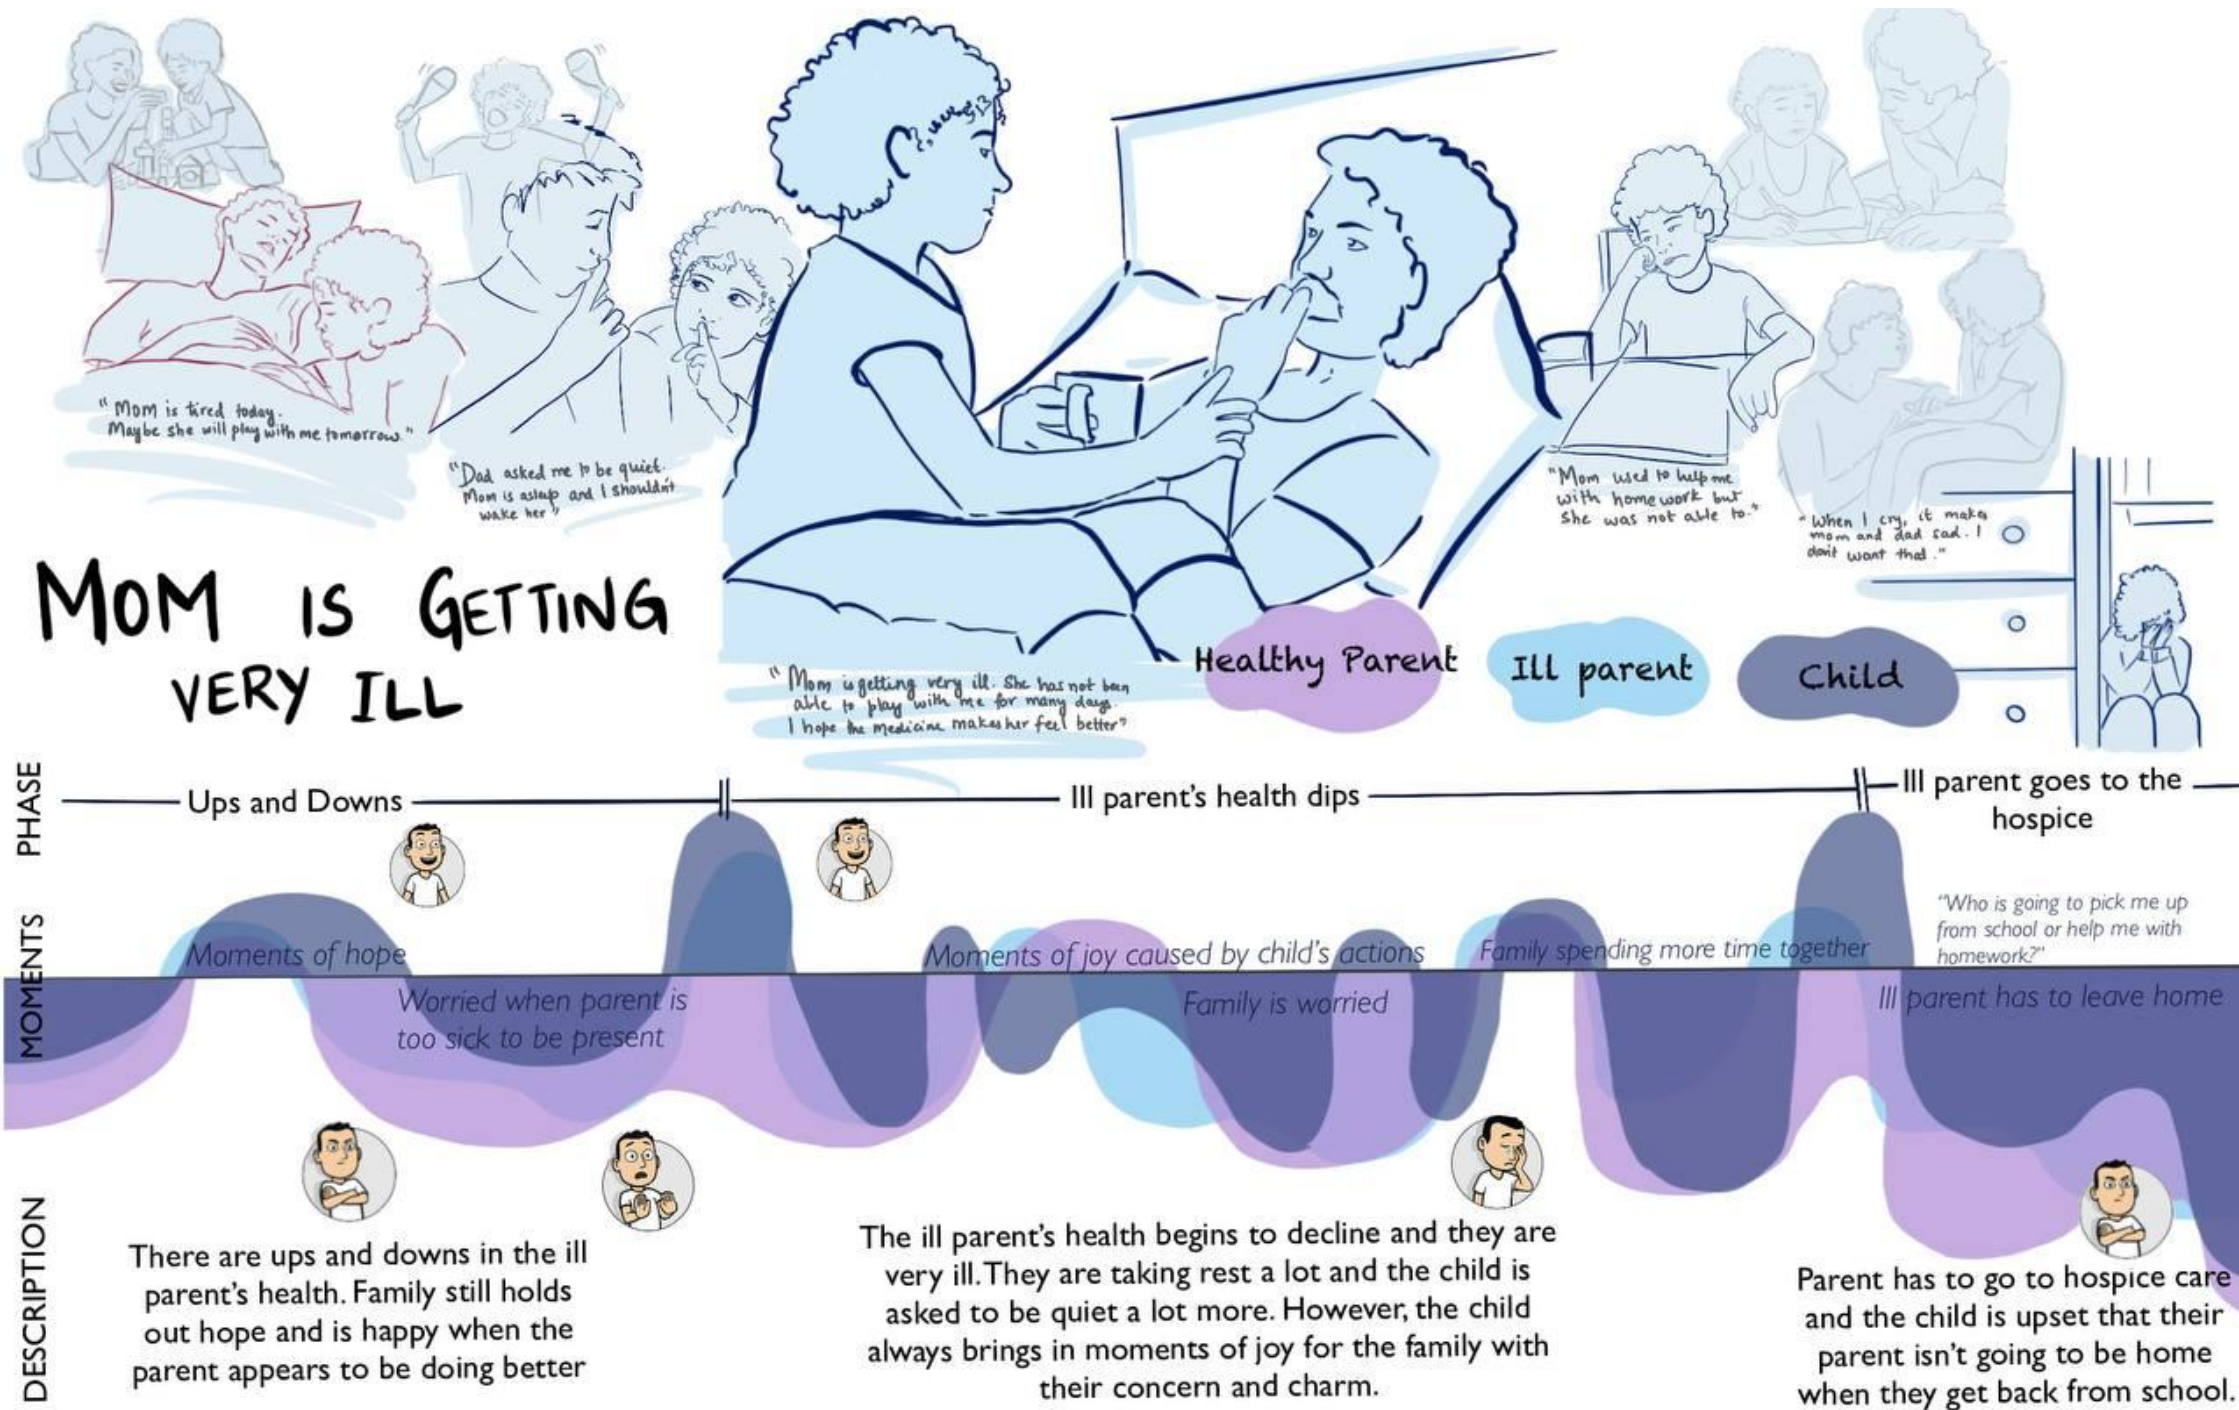 "Mom is tired today.
Maybe she will play with me tomorrow."
"Dad asked me to be quiet.
Mom is asleep and I shouldn't
wake her"
"Mom used to help me
with homework but
she was not able to."
"When I cry, it makes
mom and dad sad. I
don't want that."
MOM IS GETTING
VERY ILL
"Mom is getting very ill. She has not been
able to play with me for many days.
I hope the medicine makes her feel better"
Healthy Parent
Ill parent
Child
PHASE
Ups and Downs
Ill parent's health dips
Ill parent goes to the
hospice
MOMENTS
Moments of hope
Worried when parent is
too sick to be present
Moments of joy caused by child's actions
Family is worried
Family spending more time together
"Who is going to pick me up
from school or help me with
homework?"
Ill parent has to leave home
DESCRIPTION
There are ups and downs in the ill
parent's health. Family still holds
out hope and is happy when the
parent appears to be doing better
The ill parent's health begins to decline and they are
very ill. They are taking rest a lot and the child is
asked to be quiet a lot more. However, the child
always brings in moments of joy for the family with
their concern and charm.
Parent has to go to hospice care
and the child is upset that their
parent isn't going to be home
when they get back from school.